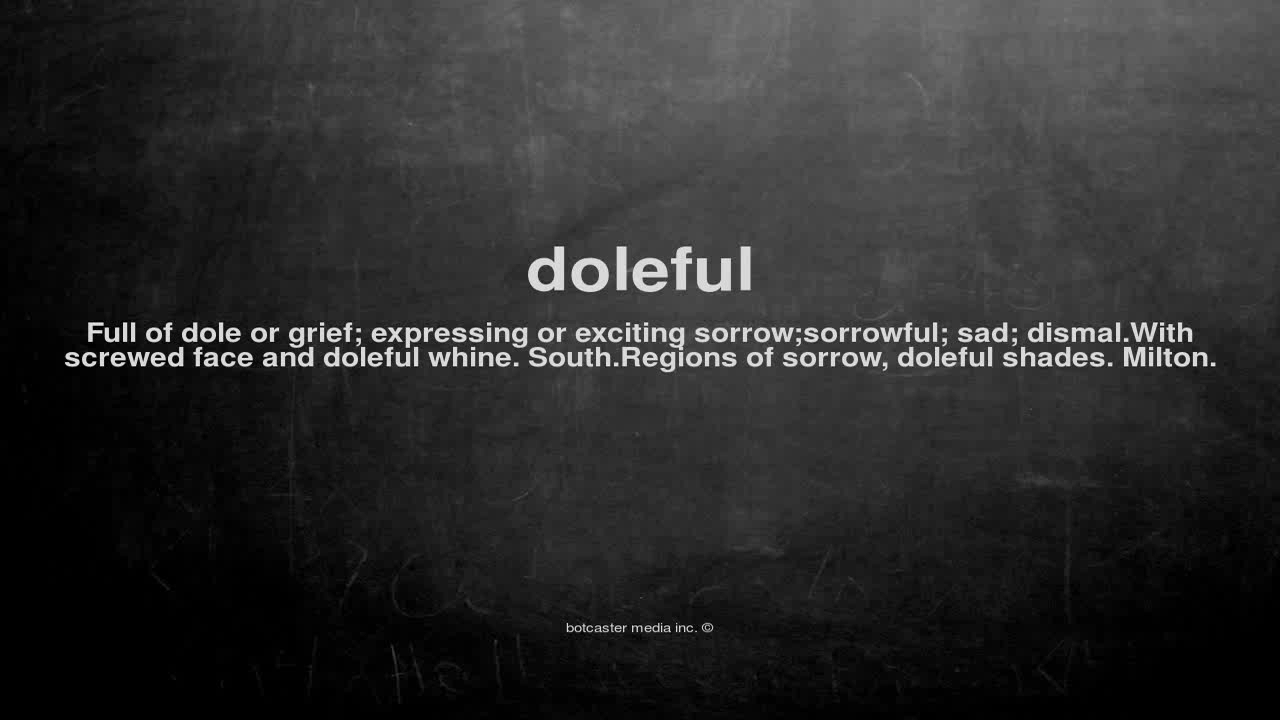 doleful
Full of dole or grief; expressing or exciting sorrow;sorrowful; sad; dismal.With
screwed face and doleful whine. South.Regions of sorrow, doleful shades. Milton.
botcaster media inc. ©